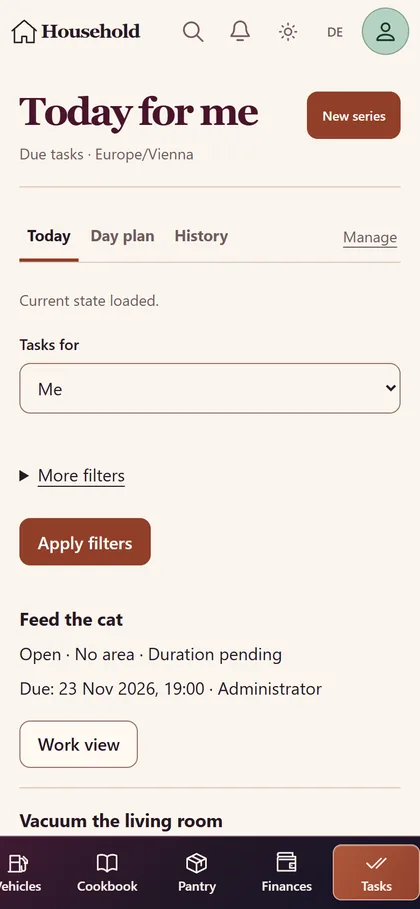 Household
DE
Today for me
New series
Due tasks · Europe/Vienna
Today
Day plan
History
Manage
Current state loaded.
Tasks for
Me
More filters
Apply filters
Feed the cat
Open · No area · Duration pending
Due: 23 Nov 2026, 19:00 · Administrator
Work view
Vacuum the living room
Cookbook
Pantry
Finances
Tasks